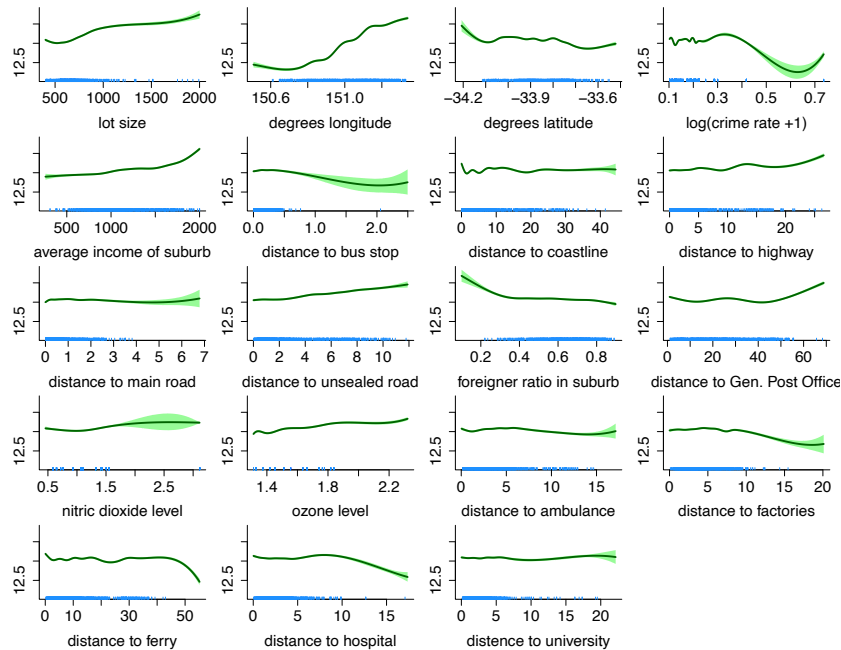 12.5 12.5 12.5 12.5
500 1000 1500 2000 150.6 151.0 −34.2 −33.9 −33.6 0.1 0.3 0.5 0.7
lot size degrees longitude degrees latitude log(crime rate +1)
12.5 12.5 12.5 12.5
500 1000 2000 0.0 1.0 2.0 0 10 20 30 40 0 5 10 20
average income of suburb distance to bus stop distance to coastline distance to highway
12.5 12.5 12.5 12.5
0 1 2 3 4 5 6 7 0 2 4 6 8 10 0.2 0.4 0.6 0.8 0 20 40 60
distance to main road distance to unsealed road foreigner ratio in suburb distance to Gen. Post Office
12.5 12.5 12.5 12.5
0.5 1.5 2.5 1.4 1.8 2.2 0 5 10 15 0 5 10 15 20
nitric dioxide level ozone level distance to ambulance distance to factories
12.5 12.5 12.5
0 10 30 50 0 5 10 15 0 5 10 15 20
distance to ferry distance to hospital distence to university